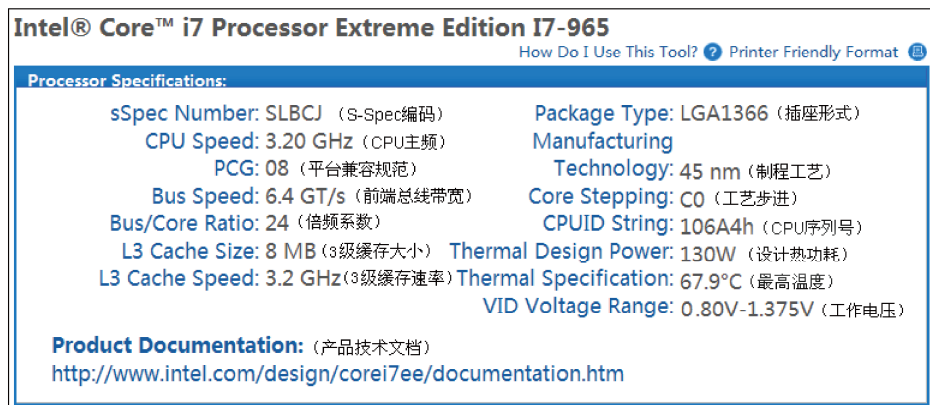 Intel® Core™ i7 Processor Extreme Edition I7-965
How Do I Use This Tool? ? Printer Friendly Format
Processor Specifications:
sSpec Number: SLBCJ （S-Spec编码）
CPU Speed: 3.20 GHz（CPU主频）
PCG: 08（平台兼容规范）
Bus Speed: 6.4 GT/s（前端总线带宽）
Bus/Core Ratio: 24（倍频系数）
L3 Cache Size: 8 MB（3级缓存大小）
L3 Cache Speed: 3.2 GHz（3级缓存速率）
Package Type: LGA1366（插座形式）
Manufacturing
Technology: 45 nm（制程工艺）
Core Stepping: C0（工艺步进）
CPUID String: 106A4h（CPU序列号）
Thermal Design Power: 130W（设计热功耗）
Thermal Specification: 67.9°C（最高温度）
VID Voltage Range: 0.80V-1.375V（工作电压）
Product Documentation:（产品技术文档）
http://www.intel.com/design/corei7ee/documentation.htm